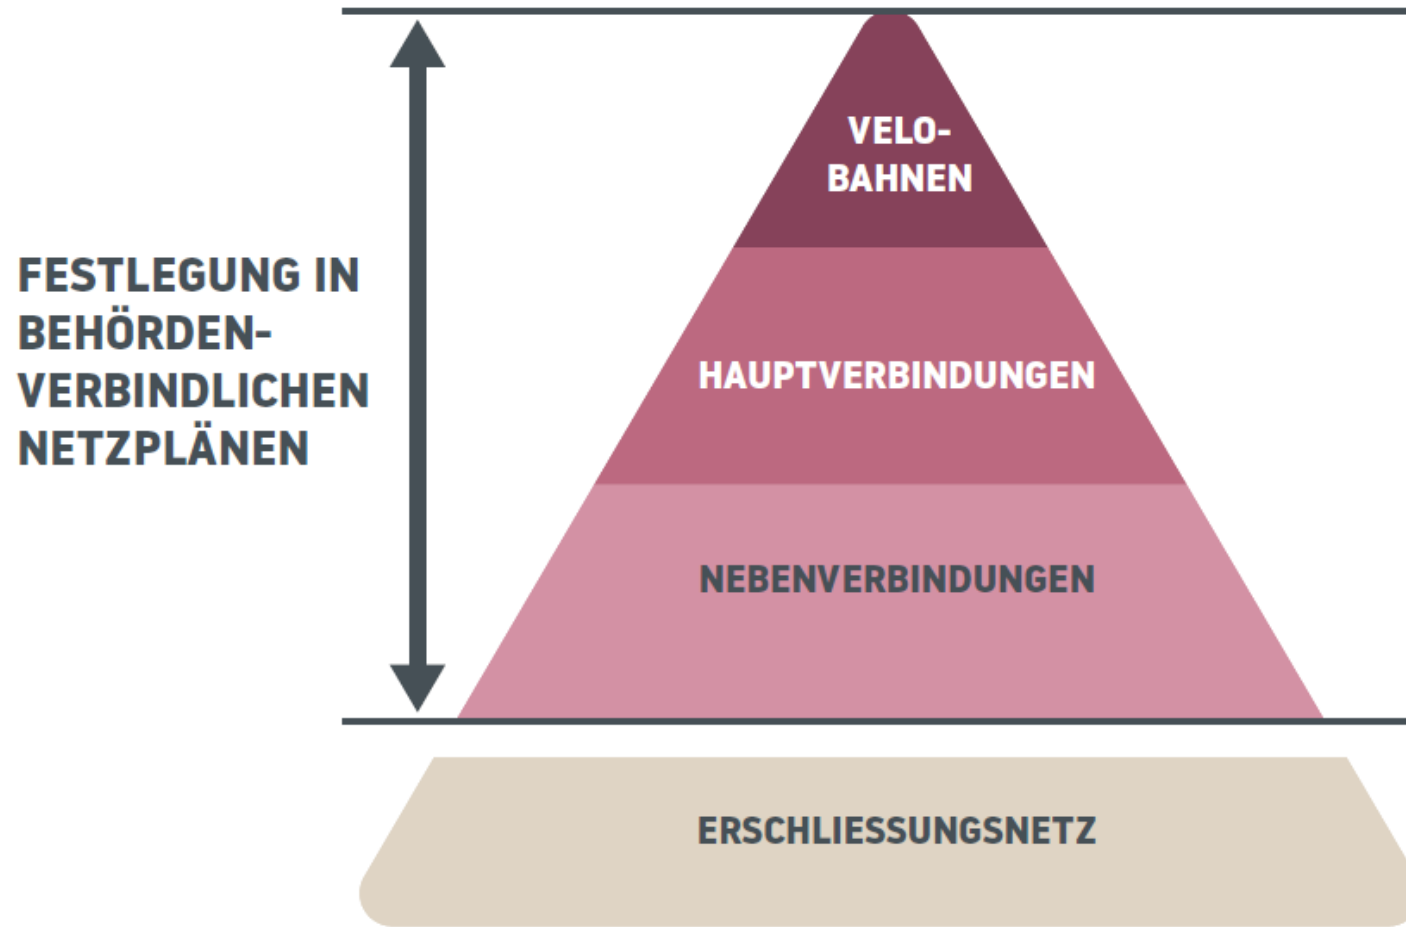 VELO-
BAHNEN
FESTLEGUNG IN
BEHÖRDEN-
VERBINDLICHEN
NETZPLÄNEN
HAUPTVERBINDUNGEN
NEBENVERBINDUNGEN
ERSCHLIESSUNGSNETZ